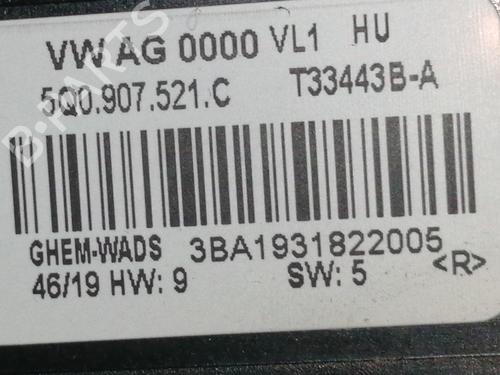 VW AG 0000 VL1 HU
5Q0.907.521.C T33443B-A
GHEM-WADS 3BA1931822005
46/19 HW: 9 SW: 5 <R>
B-PARTS